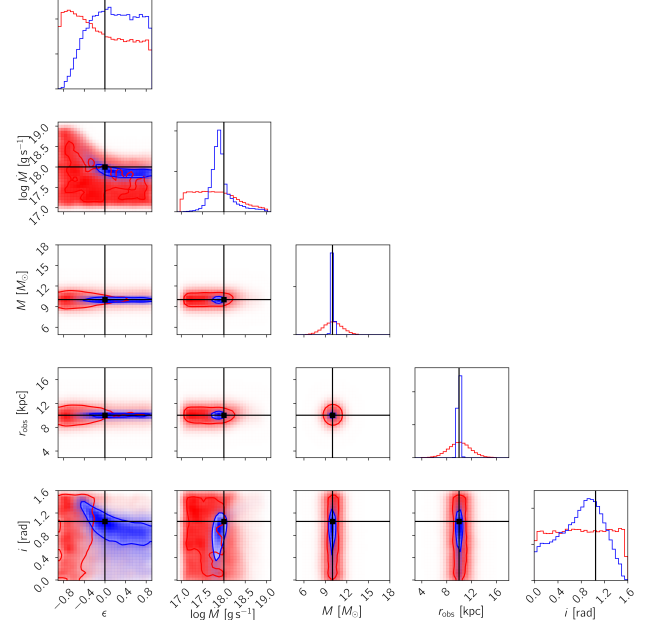 log Ṁ [g s⁻¹]
19.0
18.5
18.0
17.5
17.0
M [M⊙]
18
15
12
9
6
r_obs [kpc]
16
12
8
4
i [rad]
1.6
1.2
0.8
0.4
0.0
−0.8 −0.4 0.0 0.4 0.8
17.0 17.5 18.0 18.5 19.0
6 9 12 15 18
4 8 12 16
0.0 0.4 0.8 1.2 1.6
ϵ
log Ṁ [g s⁻¹]
M [M⊙]
r_obs [kpc]
i [rad]